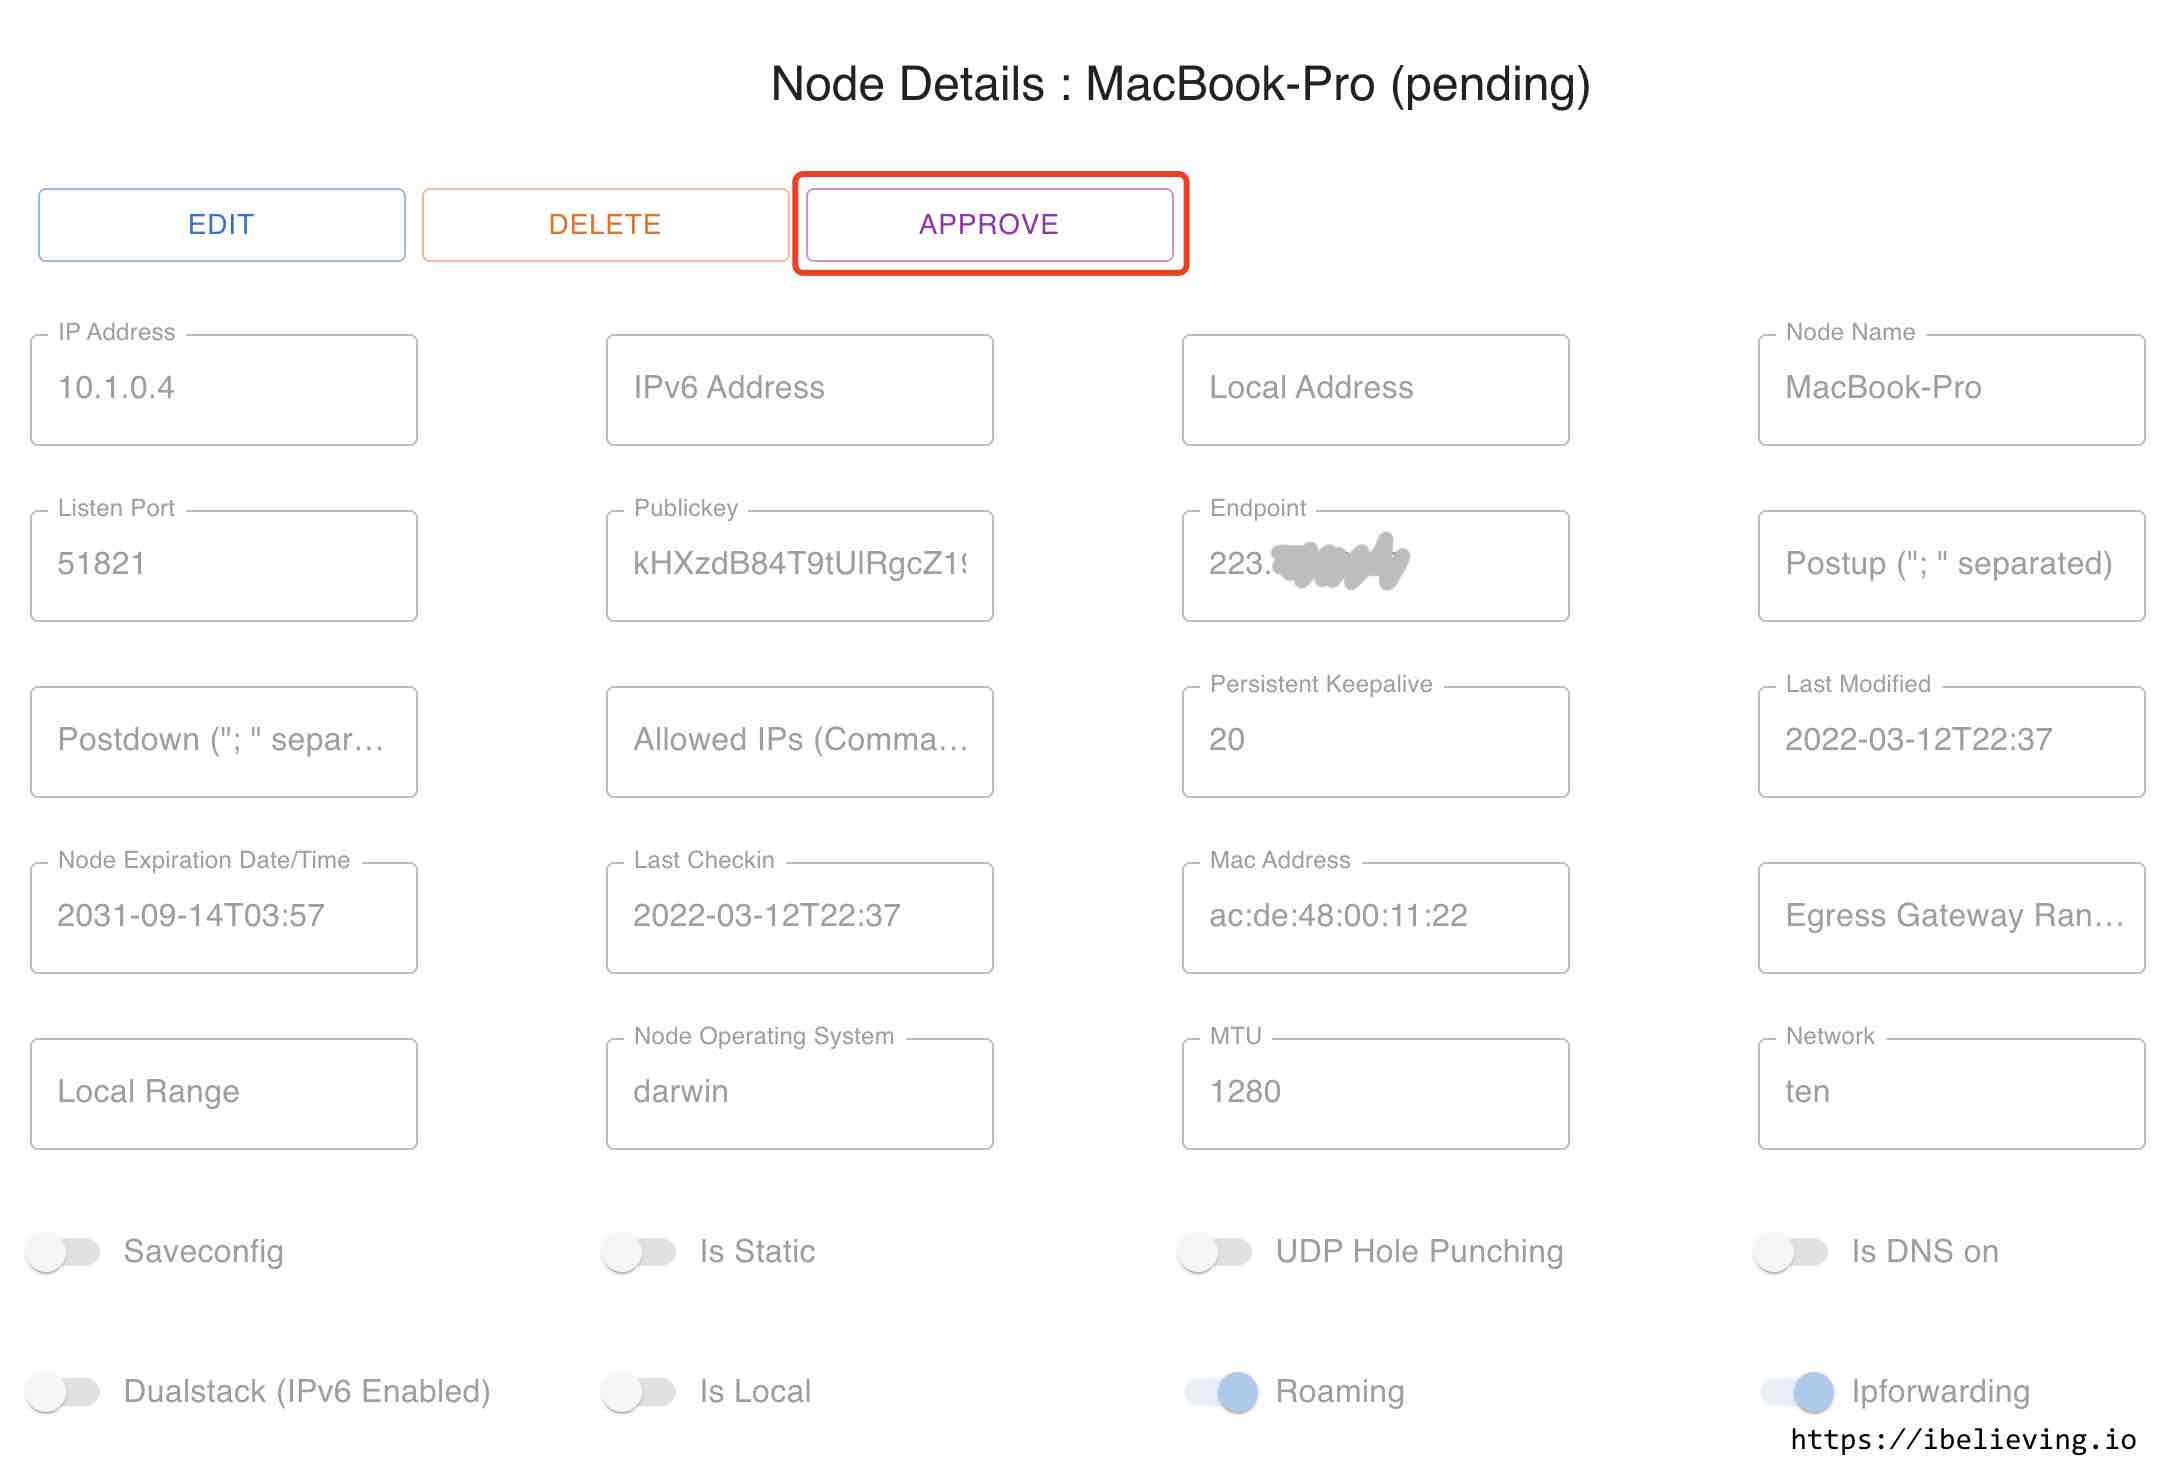 Node Details : MacBook-Pro (pending)
EDIT
DELETE
APPROVE
IP Address
10.1.0.4
IPv6 Address
Local Address
Node Name
MacBook-Pro
Listen Port
51821
Publickey
kHXzdB84T9tUlRgcZ19
Endpoint
223.
Postup ("; " separated)
Postdown ("; " separ...
Allowed IPs (Comma...
Persistent Keepalive
20
Last Modified
2022-03-12T22:37
Node Expiration Date/Time
2031-09-14T03:57
Last Checkin
2022-03-12T22:37
Mac Address
ac:de:48:00:11:22
Egress Gateway Ran...
Local Range
Node Operating System
darwin
MTU
1280
Network
ten
Saveconfig
Is Static
UDP Hole Punching
Is DNS on
Dualstack (IPv6 Enabled)
Is Local
Roaming
Ipforwarding
https://ibelieving.io